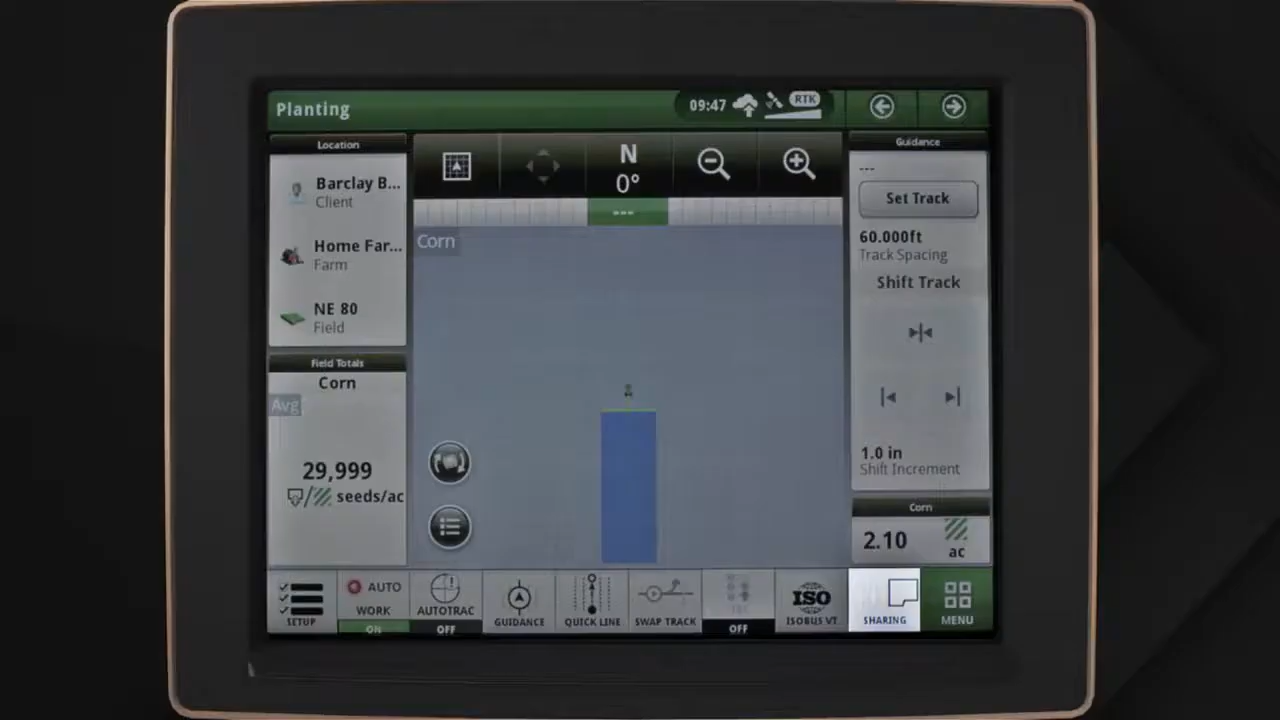 Planting
09:47
RTK
Location
Barclay B...
Client
Home Far...
Farm
NE 80
Field
Field Totals
Corn
Avg
29,999
/ seeds/ac
N
0°
---
Corn
Guidance
---
Set Track
60.000ft
Track Spacing
Shift Track
1.0 in
Shift Increment
Corn
2.10
ac
SETUP
AUTO
WORK
ON
AUTOTRAC
OFF
GUIDANCE
QUICK LINE
SWAP TRACK
OFF
ISO
ISOBUS VT
SHARING
MENU